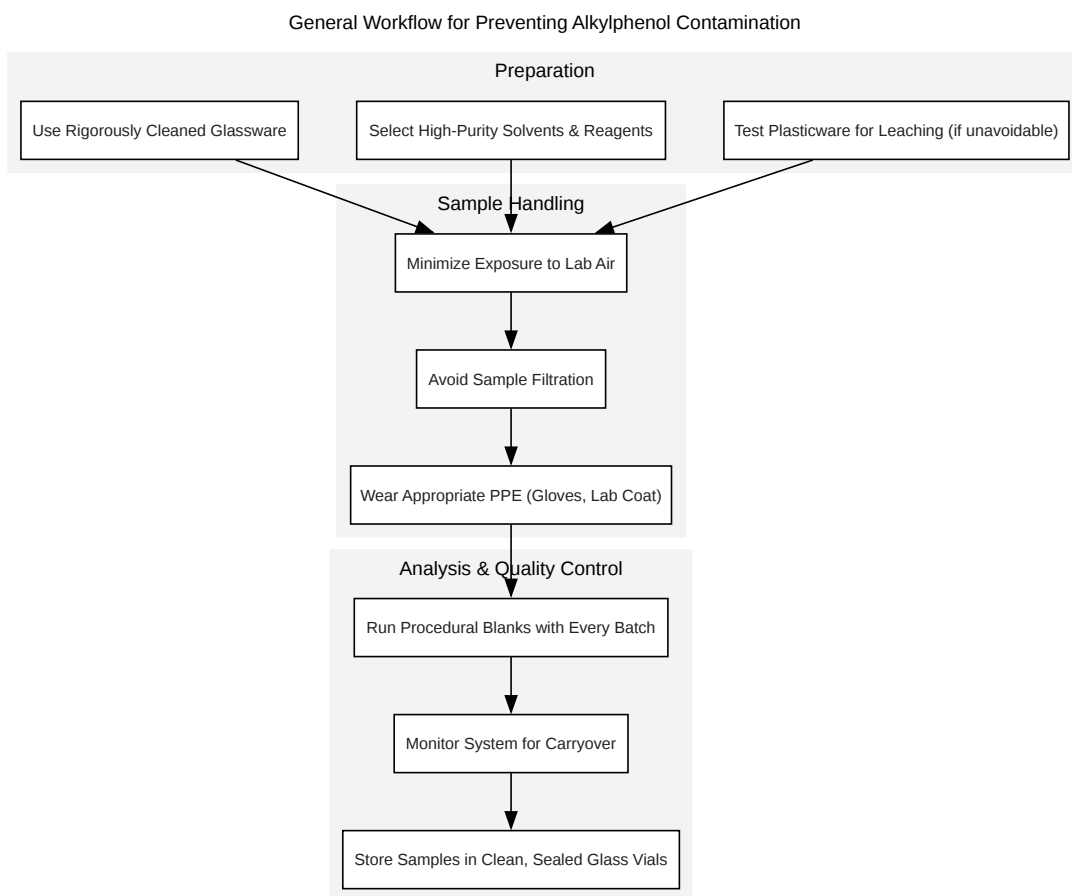 General Workflow for Preventing Alkylphenol Contamination
Preparation
Use Rigorously Cleaned Glassware
Select High-Purity Solvents & Reagents
Test Plasticware for Leaching (if unavoidable)
Sample Handling
Minimize Exposure to Lab Air
Avoid Sample Filtration
Wear Appropriate PPE (Gloves, Lab Coat)
Analysis & Quality Control
Run Procedural Blanks with Every Batch
Monitor System for Carryover
Store Samples in Clean, Sealed Glass Vials